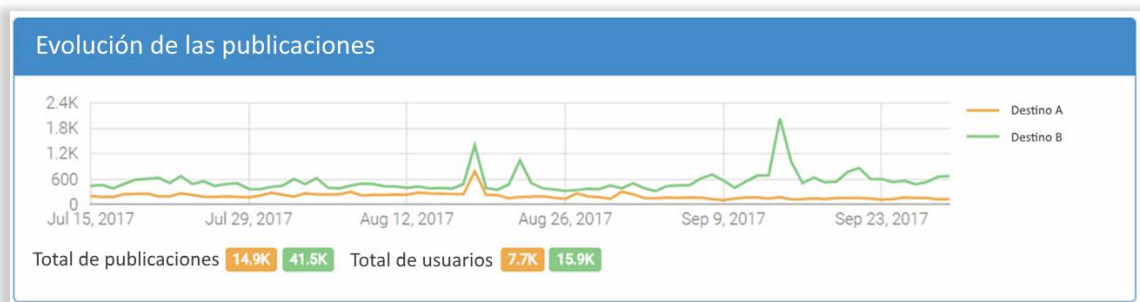 Evolución de las publicaciones
2.4K
1.8K
1.2K
600
0
Jul 15, 2017 Jul 29, 2017 Aug 12, 2017 Aug 26, 2017 Sep 9, 2017 Sep 23, 2017
Destino A
Destino B
Total de publicaciones 14.9K 41.5K Total de usuarios 7.7K 15.9K